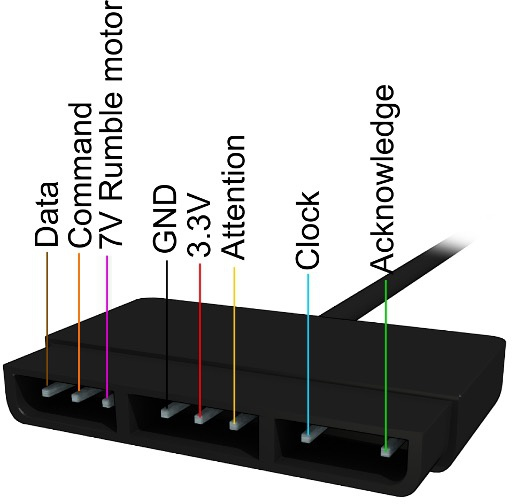 Data
Command
7V Rumble motor
GND
3.3V
Attention
Clock
Acknowledge